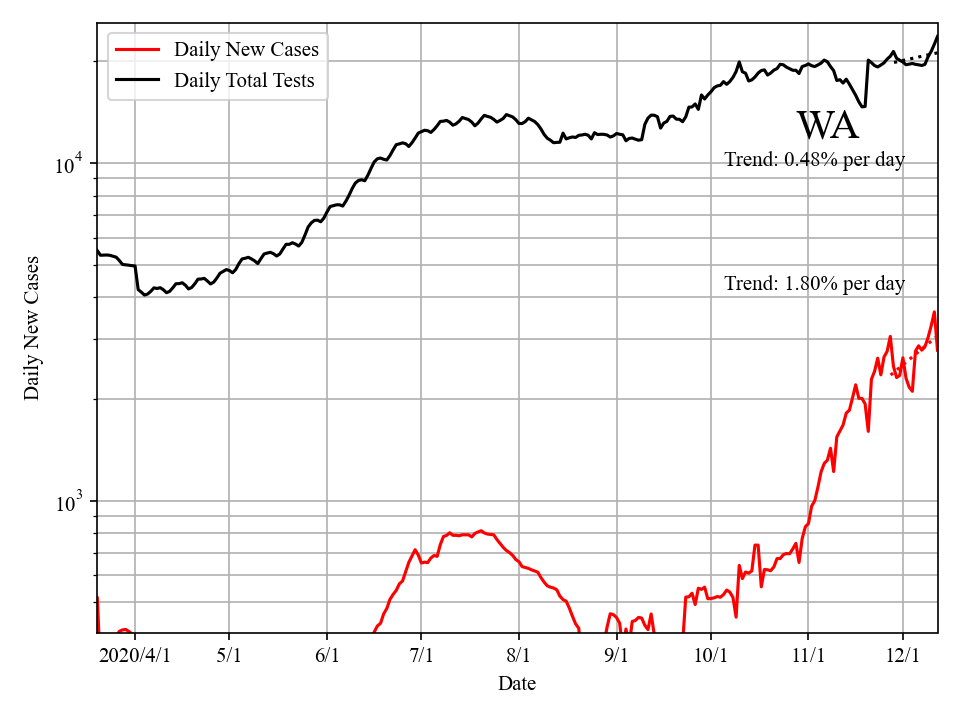 Daily New Cases
Daily Total Tests
WA
Trend: 0.48% per day
Trend: 1.80% per day
10^4
10^3
Daily New Cases
2020/4/1 5/1 6/1 7/1 8/1 9/1 10/1 11/1 12/1
Date